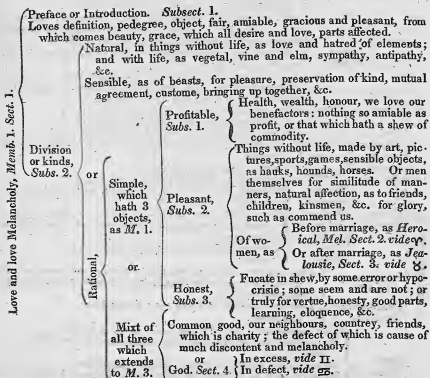 Love and love Melancholy, Memb. 1. Sect. 1.
Preface or Introduction. Subsect. 1.
Loves definition, pedegree, object, fair, amiable, gracious and pleasant, from
which comes beauty, grace, which all desire and love, parts affected.
Division
or kinds,
Subs. 2.
Natural, in things without life, as love and hatred of elements;
and with life, as vegetal, vine and elm, sympathy, antipathy,
&c.
Sensible, as of beasts, for pleasure, preservation of kind, mutual
agreement, custome, bringing up together, &c.
or
Rational,
Simple,
which
hath 3
objects,
as M. 1.
Profitable,
Subs. 1.
Health, wealth, honour, we love our
benefactors: nothing so amiable as
profit, or that which hath a shew of
commodity.
Pleasant,
Subs. 2.
Things without life, made by art, pic-
tures, sports, games, sensible objects,
as hauks, hounds, horses. Or men
themselves for similitude of man-
ners, natural affection, as to friends,
children, kinsmen, &c. for glory,
such as commend us.
Of wo-
men, as
Before marriage, as Hero-
ical, Mel. Sect. 2. vide ♈.
Or after marriage, as Jea-
lousie, Sect. 3. vide ♉.
or
Honest,
Subs. 3.
Fucate in shew, by some error or hypo-
crisie; some seem and are not; or
truly for vertue, honesty, good parts,
learning, eloquence, &c.
Mixt of
all three
which
extends
to M. 3.
Common good, our neighbours, countrey, friends,
which is charity; the defect of which is cause of
much discontent and melancholy.
or
God. Sect. 4.
In excess, vide ♊
In defect, vide ♋.